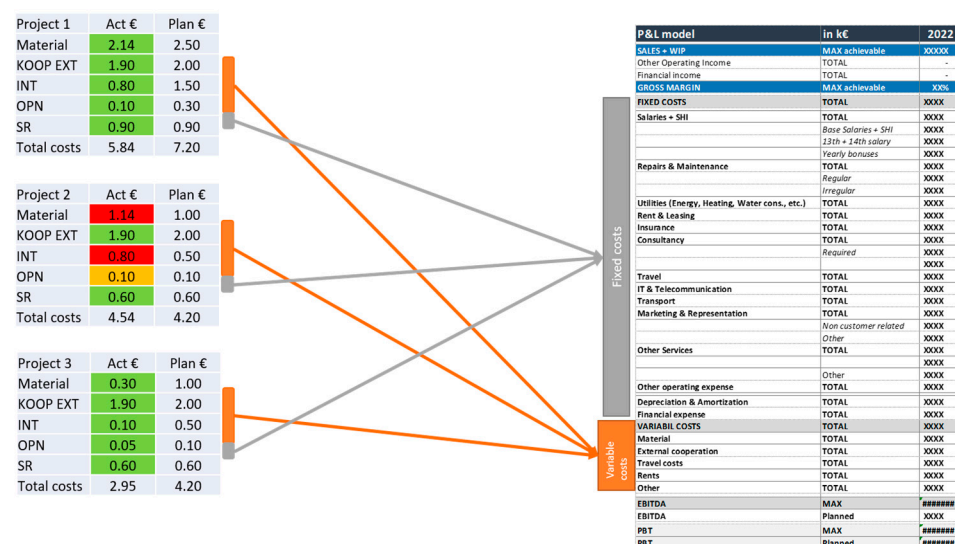 Project 1 Act € Plan €
Material 2.14 2.50
KOOP EXT 1.90 2.00
INT 0.80 1.50
OPN 0.10 0.30
SR 0.90 0.90
Total costs 5.84 7.20
Project 2 Act € Plan €
Material 1.14 1.00
KOOP EXT 1.90 2.00
INT 0.80 0.50
OPN 0.10 0.10
SR 0.60 0.60
Total costs 4.54 4.20
Project 3 Act € Plan €
Material 0.30 1.00
KOOP EXT 1.90 2.00
INT 0.10 0.50
OPN 0.05 0.10
SR 0.60 0.60
Total costs 2.95 4.20
Fixed costs
Variable
costs
P&L model in k€ 2022
SALES + WIP MAX achievable XXXXX
Other Operating Income TOTAL -
Financial income TOTAL -
GROSS MARGIN MAX achievable XX%
FIXED COSTS TOTAL XXXX
Salaries + SHI TOTAL XXXX
Base Salaries + SHI XXXX
13th + 14th salary XXXX
Yearly bonuses XXXX
Repairs & Maintenance TOTAL XXXX
Regular XXXX
Irregular XXXX
Utilities (Energy, Heating, Water cons., etc.) TOTAL XXXX
Rent & Leasing TOTAL XXXX
Insurance TOTAL XXXX
Consultancy TOTAL XXXX
Required XXXX
XXXX
Travel TOTAL XXXX
IT & Telecommunication TOTAL XXXX
Transport TOTAL XXXX
Marketing & Representation TOTAL XXXX
Non customer related XXXX
Other XXXX
Other Services TOTAL XXXX
XXXX
Other XXXX
Other operating expense TOTAL XXXX
Depreciation & Amortization TOTAL XXXX
Financial expense TOTAL XXXX
VARIABIL COSTS TOTAL XXXX
Material TOTAL XXXX
External cooperation TOTAL XXXX
Travel costs TOTAL XXXX
Rents TOTAL XXXX
Other TOTAL XXXX
EBITDA MAX #######
EBITDA Planned XXXX
PBT MAX #######
PBT Planned #######